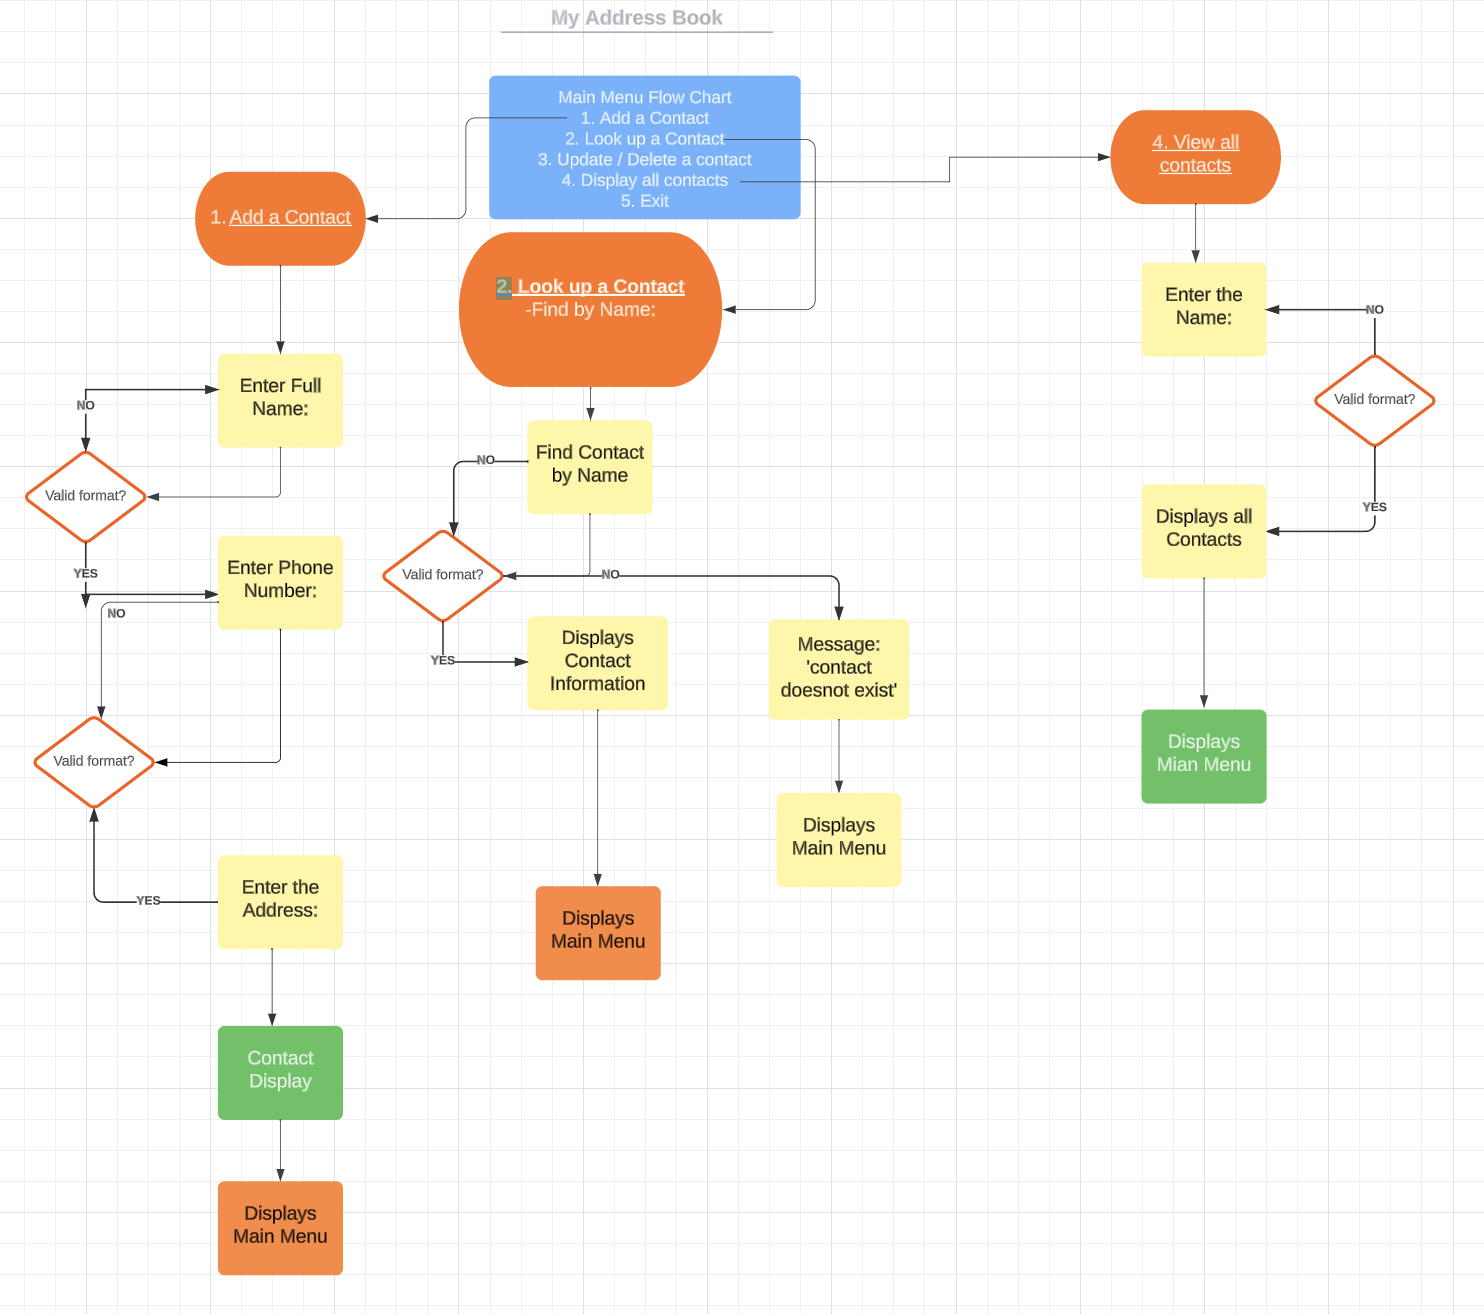 My Address Book
Main Menu Flow Chart
1. Add a Contact
2. Look up a Contact
3. Update / Delete a contact
4. Display all contacts
5. Exit
1. Add a Contact
Enter Full
Name:
NO
Valid format?
YES
Enter Phone
Number:
NO
Valid format?
YES
Enter the
Address:
Contact
Display
Displays
Main Menu
2. Look up a Contact
-Find by Name:
Find Contact
by Name
NO
Valid format?
NO
YES
Displays
Contact
Information
Displays
Main Menu
Message:
'contact
doesnot exist'
Displays
Main Menu
4. View all
contacts
Enter the
Name:
NO
Valid format?
YES
Displays all
Contacts
Displays
Mian Menu